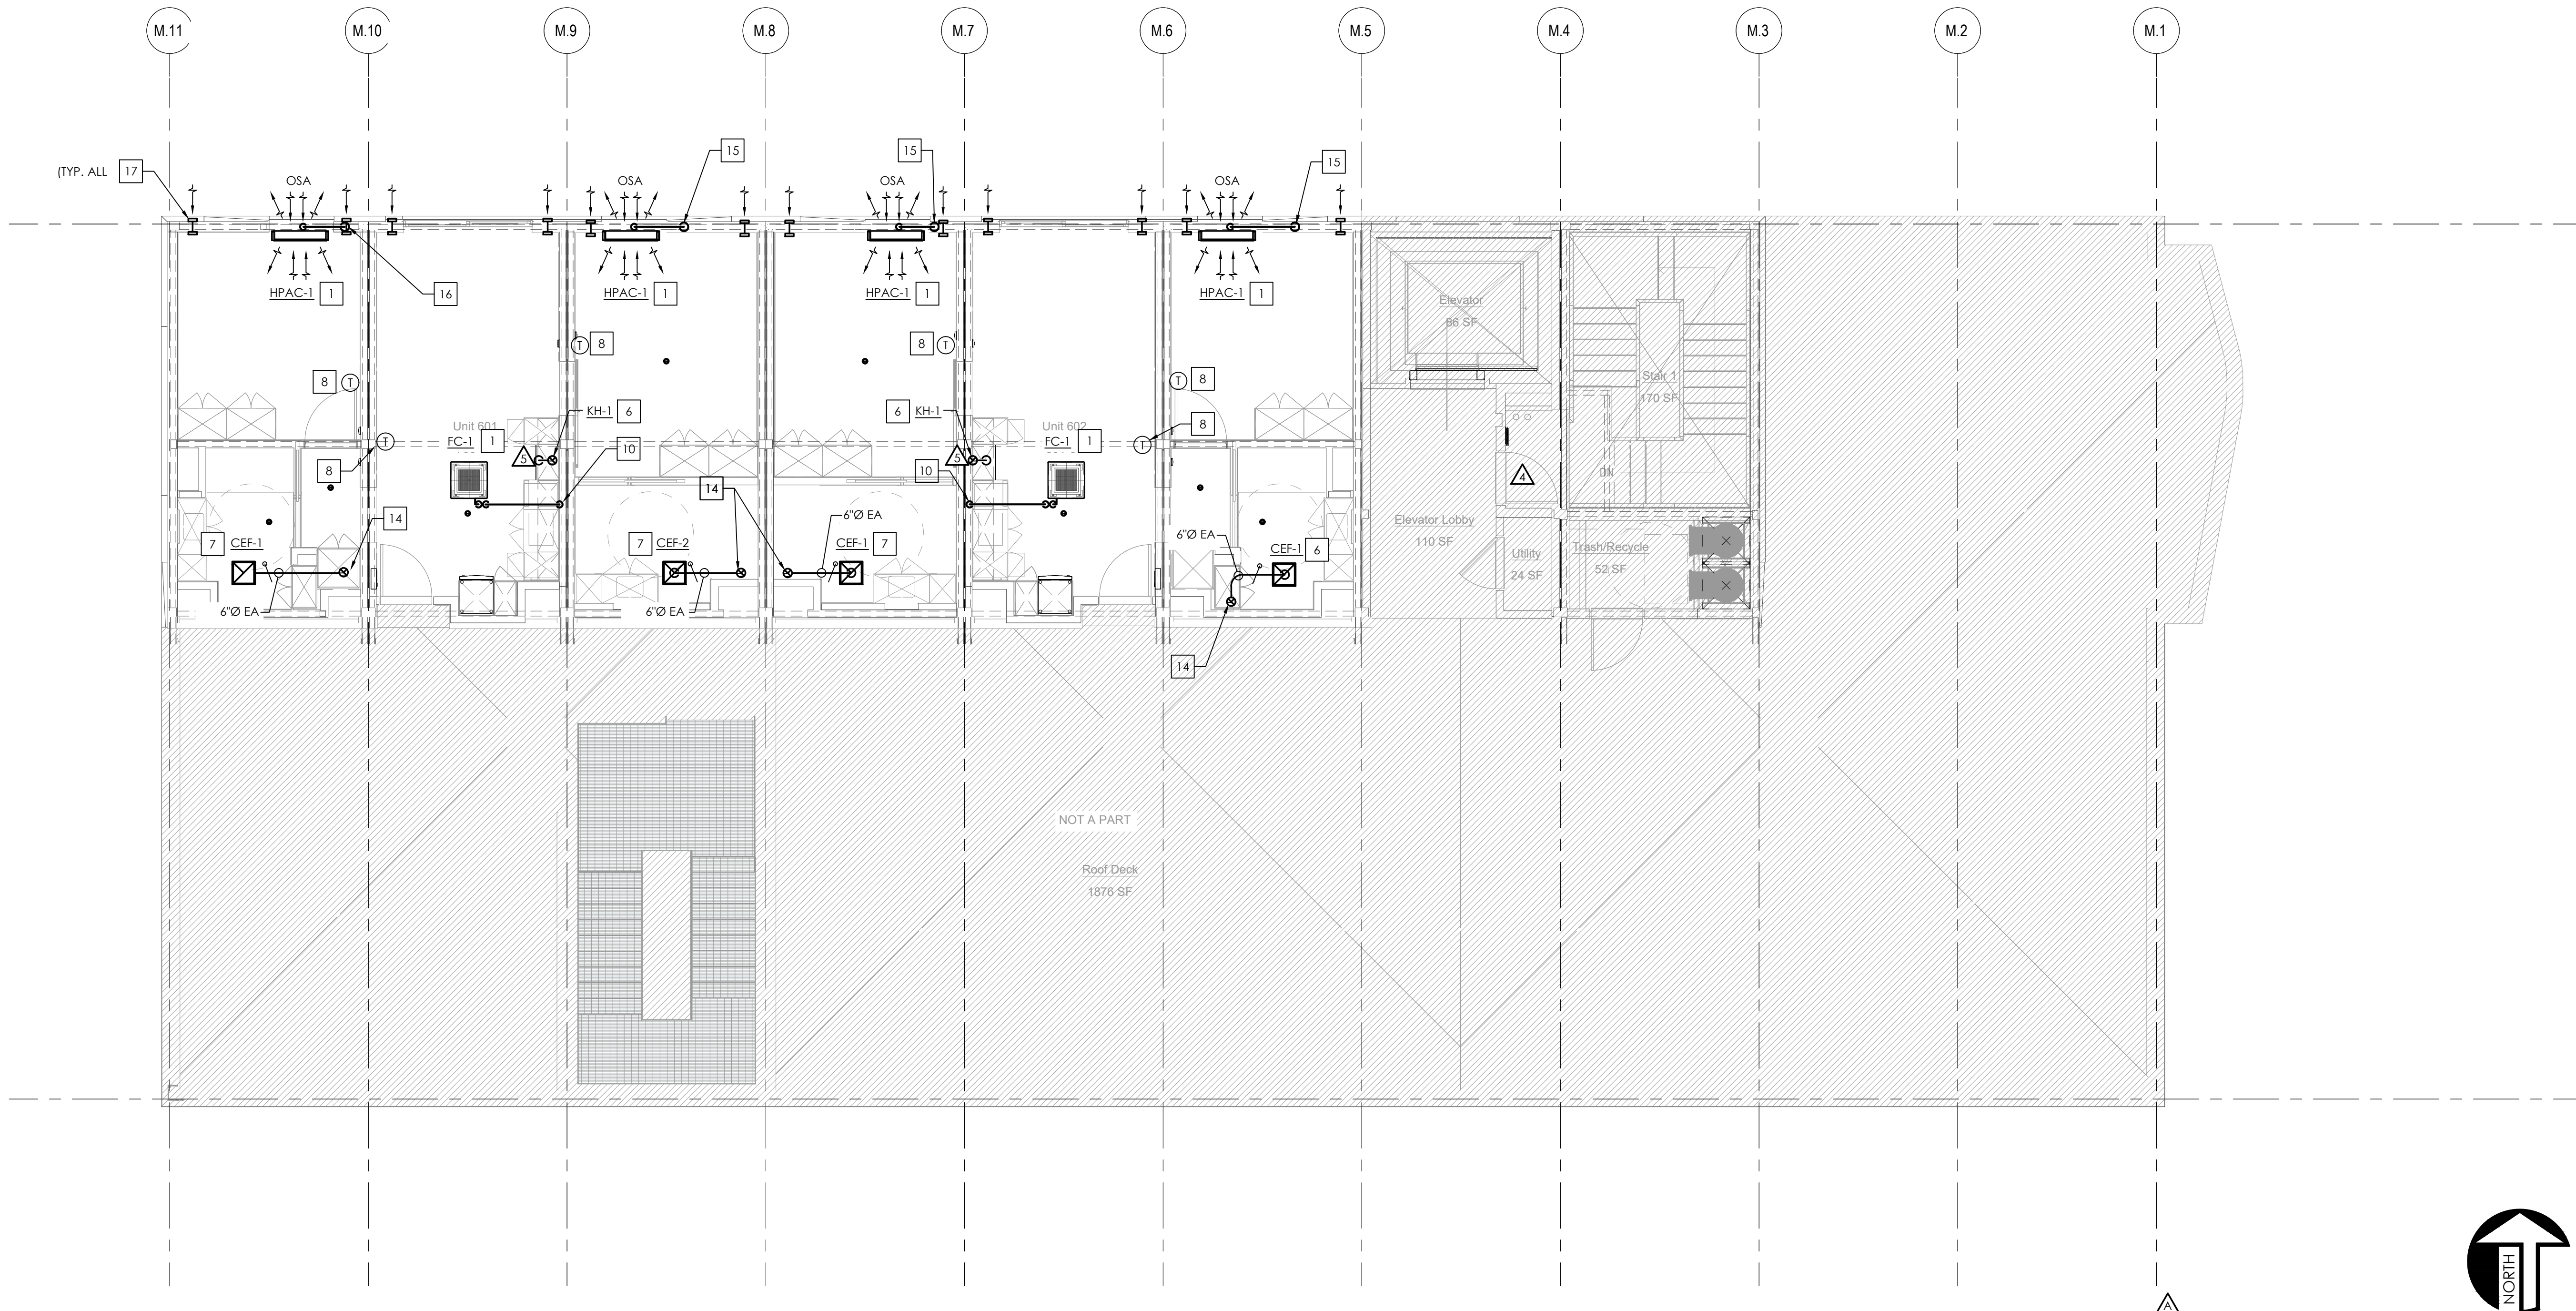 M.11 M.10 M.9 M.8 M.7 M.6 M.5 M.4 M.3 M.2 M.1
15 15 15
(TYP. ALL 17
OSA OSA OSA OSA
HPAC-1 1 16 HPAC-1 1 HPAC-1 1 HPAC-1 1
Elevator
86 SF
8 T T 8 8 T T 8
Stair 1
170 SF
KH-1 6 6 KH-1
8
Unit 601 Unit 602
T FC-1 1 FC-1 1 T
10 5 5 10
8
4
DN
14 14
6"Ø EA
Elevator Lobby
110 SF
6"Ø EA
7 CEF-1 7 CEF-2 CEF-1 7 CEF-1 6
Utility
24 SF
Trash/Recycle
52 SF
6"Ø EA 6"Ø EA
14
NOT A PART
Roof Deck
1876 SF
NORTH
A